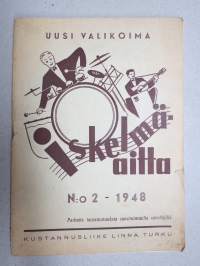 UUSI VALIKOIMA
iskelmä-
aitta
N:o 2 - 1948
KUSTANNUSLIIKE LINNA, TURKU